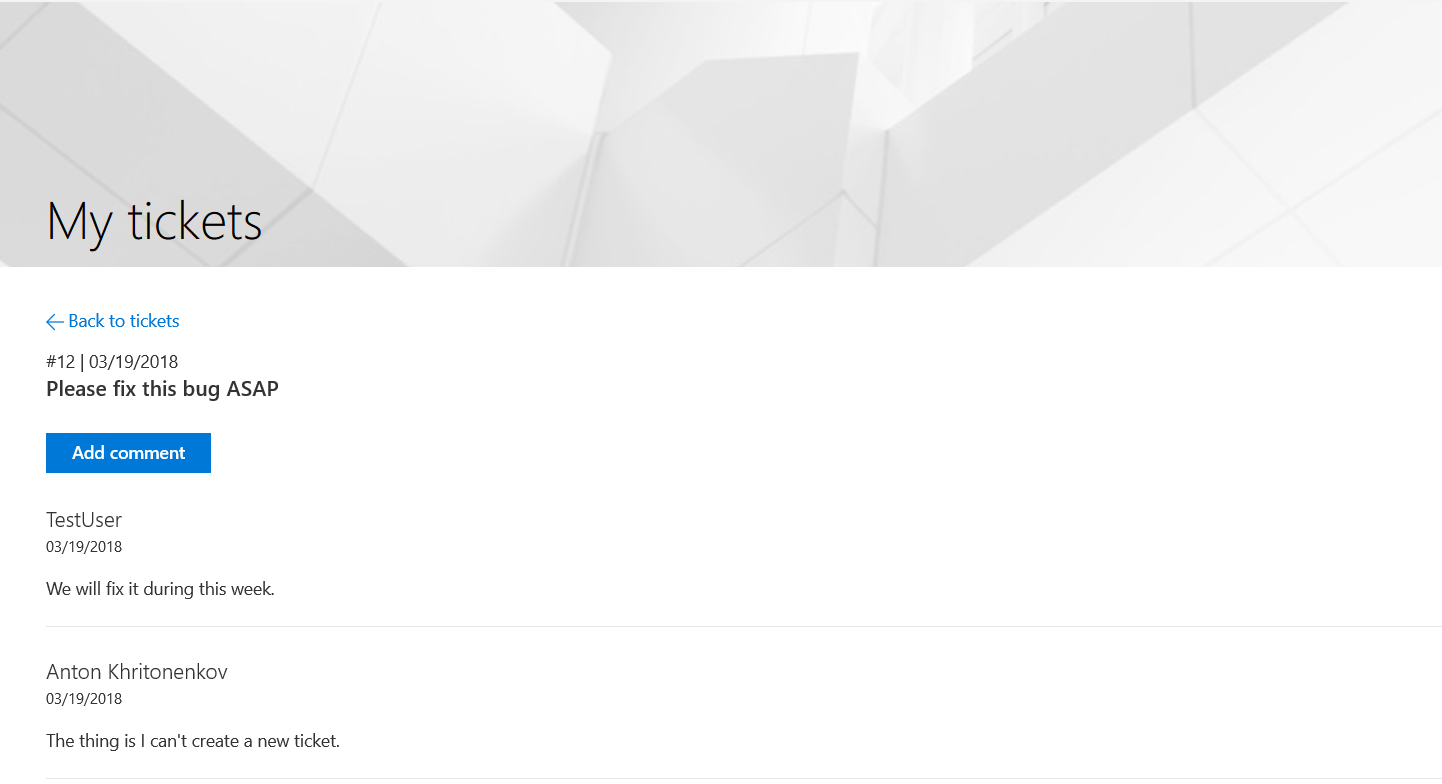 My tickets
Back to tickets
#12 | 03/19/2018
Please fix this bug ASAP
Add comment
TestUser
03/19/2018
We will fix it during this week.
Anton Khritonenkov
03/19/2018
The thing is I can't create a new ticket.